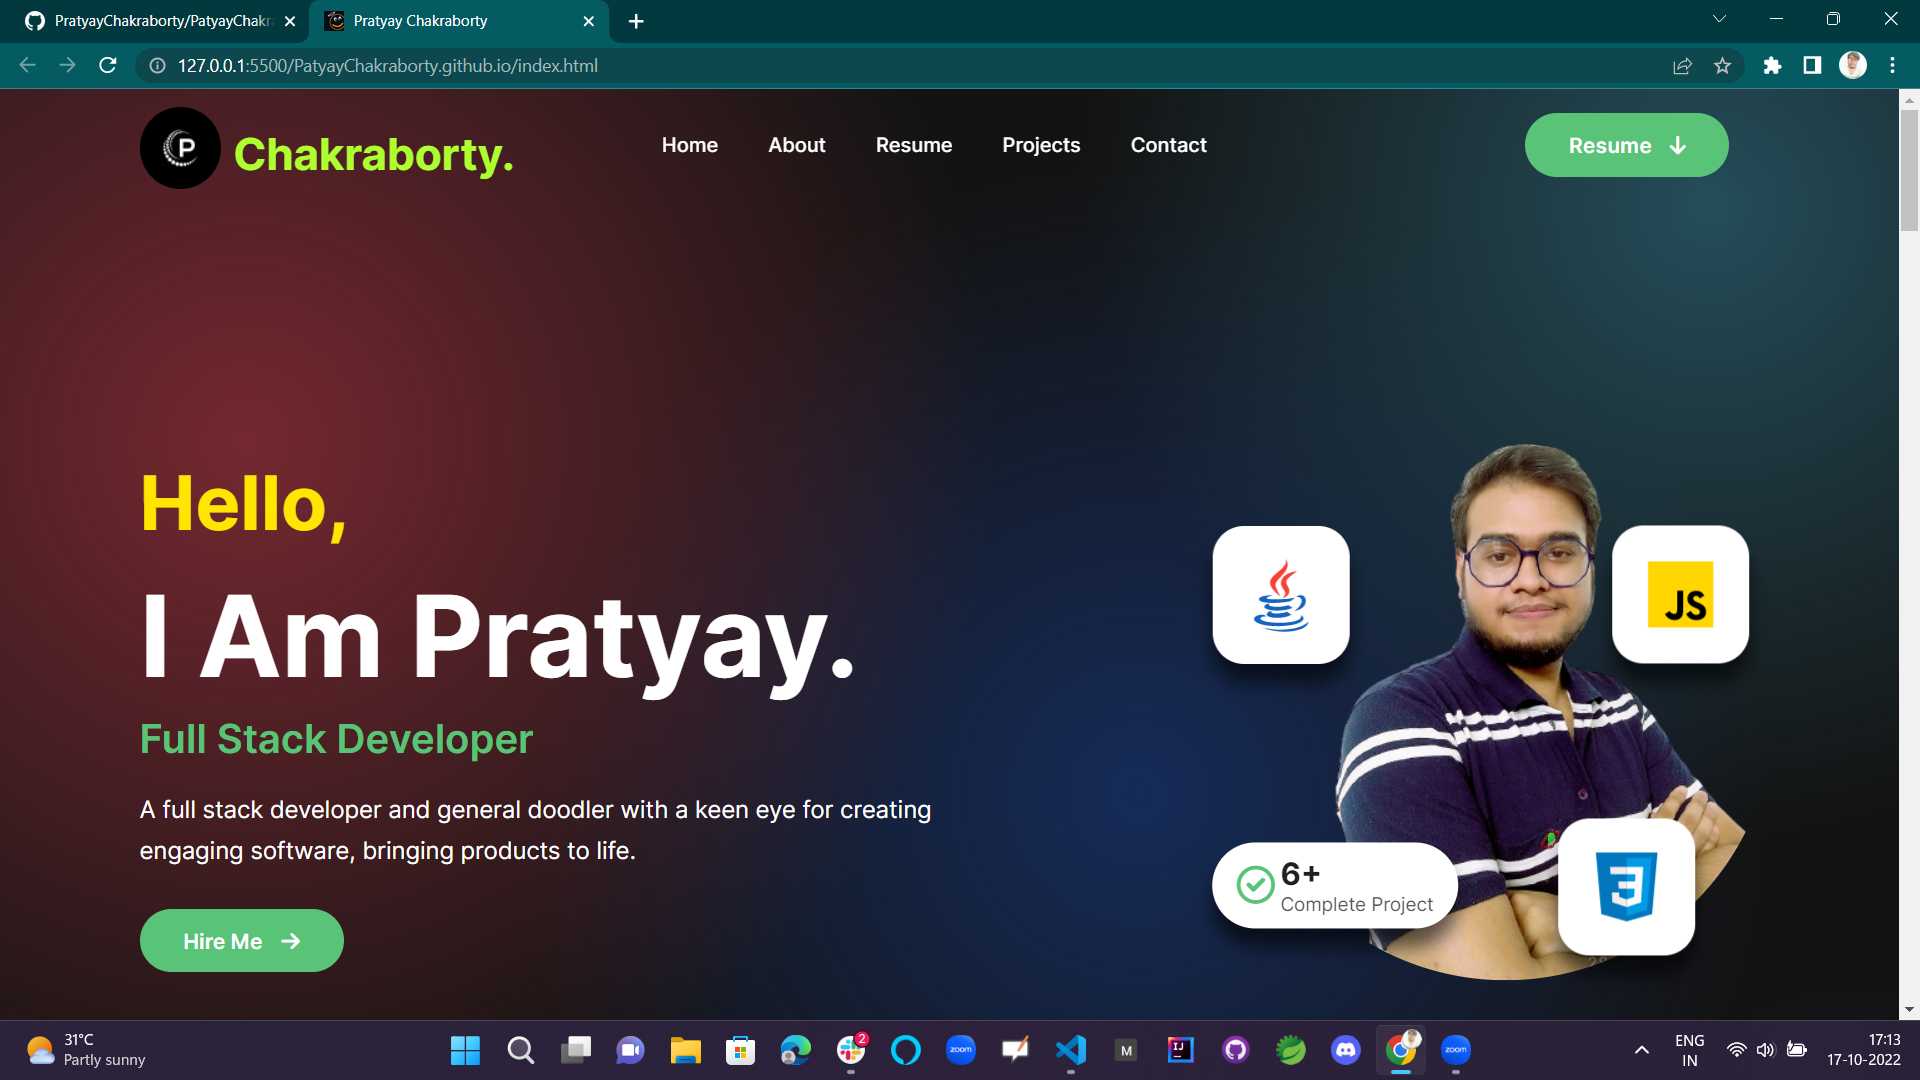 PratyayChakraborty/PatyayChakr
Pratyay Chakraborty
127.0.0.1:5500/PatyayChakraborty.github.io/index.html
P
Chakraborty.
Home
About
Resume
Projects
Contact
Resume
Hello,
I Am Pratyay.
Full Stack Developer
A full stack developer and general doodler with a keen eye for creating
engaging software, bringing products to life.
Hire Me
JS
3
6+
Complete Project
31°C
Partly sunny
2
zoom
M
IJ
zoom
ENG
IN
17:13
17-10-2022